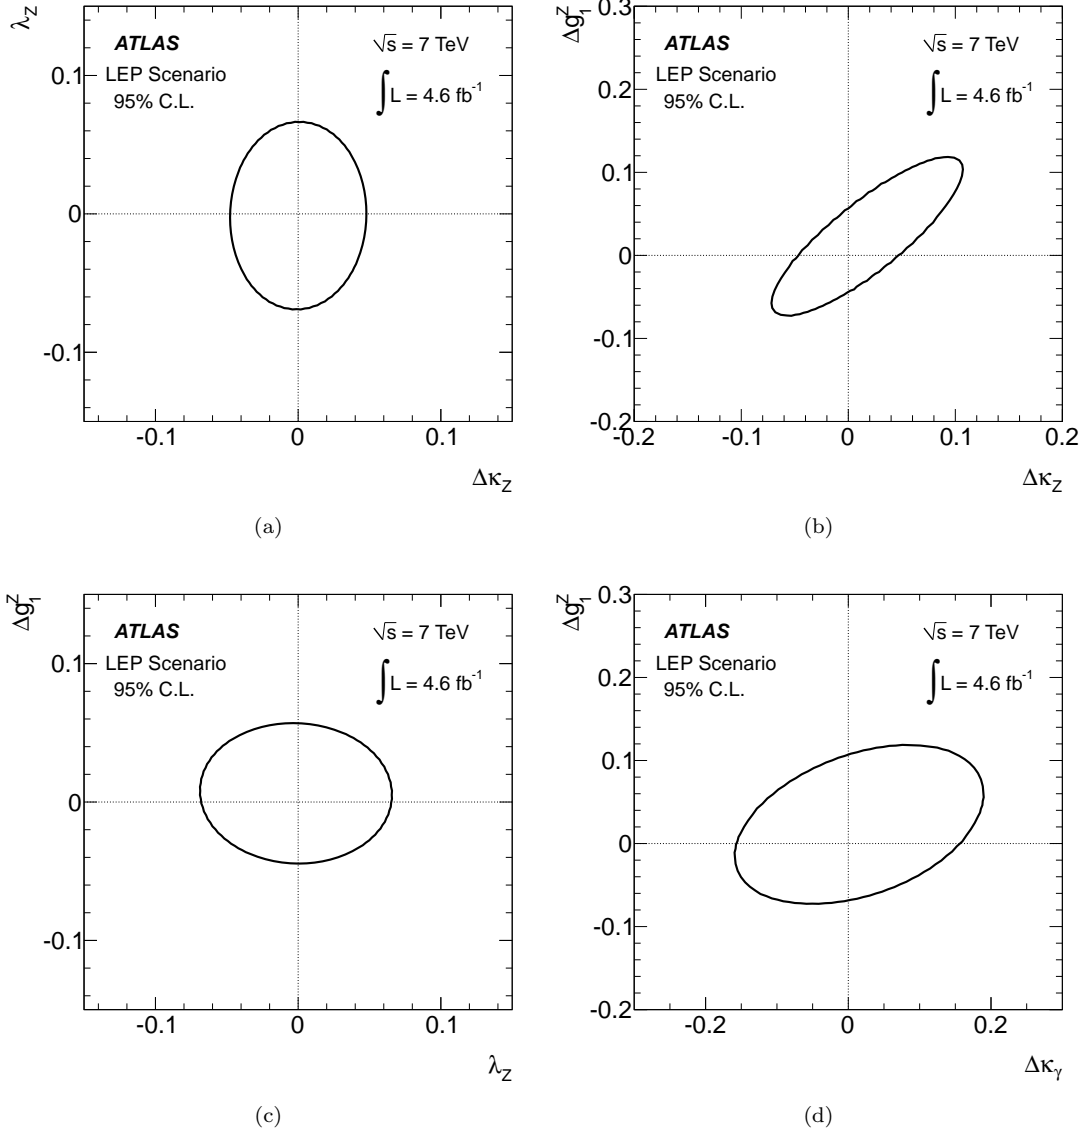 λ_Z
ATLAS
√s = 7 TeV
LEP Scenario
∫ L = 4.6 fb⁻¹
95% C.L.
0.1
0
-0.1
-0.1 0 0.1
Δκ_Z
(a)
Δg₁ᶻ
0.3
ATLAS
√s = 7 TeV
LEP Scenario
∫ L = 4.6 fb⁻¹
95% C.L.
0.2
0.1
0
-0.1
-0.2
-0.2 -0.1 0 0.1 0.2
Δκ_Z
(b)
Δg₁ᶻ
ATLAS
√s = 7 TeV
LEP Scenario
∫ L = 4.6 fb⁻¹
95% C.L.
0.1
0
-0.1
-0.1 0 0.1
λ_Z
(c)
Δg₁ᶻ
0.3
ATLAS
√s = 7 TeV
LEP Scenario
∫ L = 4.6 fb⁻¹
95% C.L.
0.2
0.1
0
-0.1
-0.2
-0.2 0 0.2
Δκ_γ
(d)